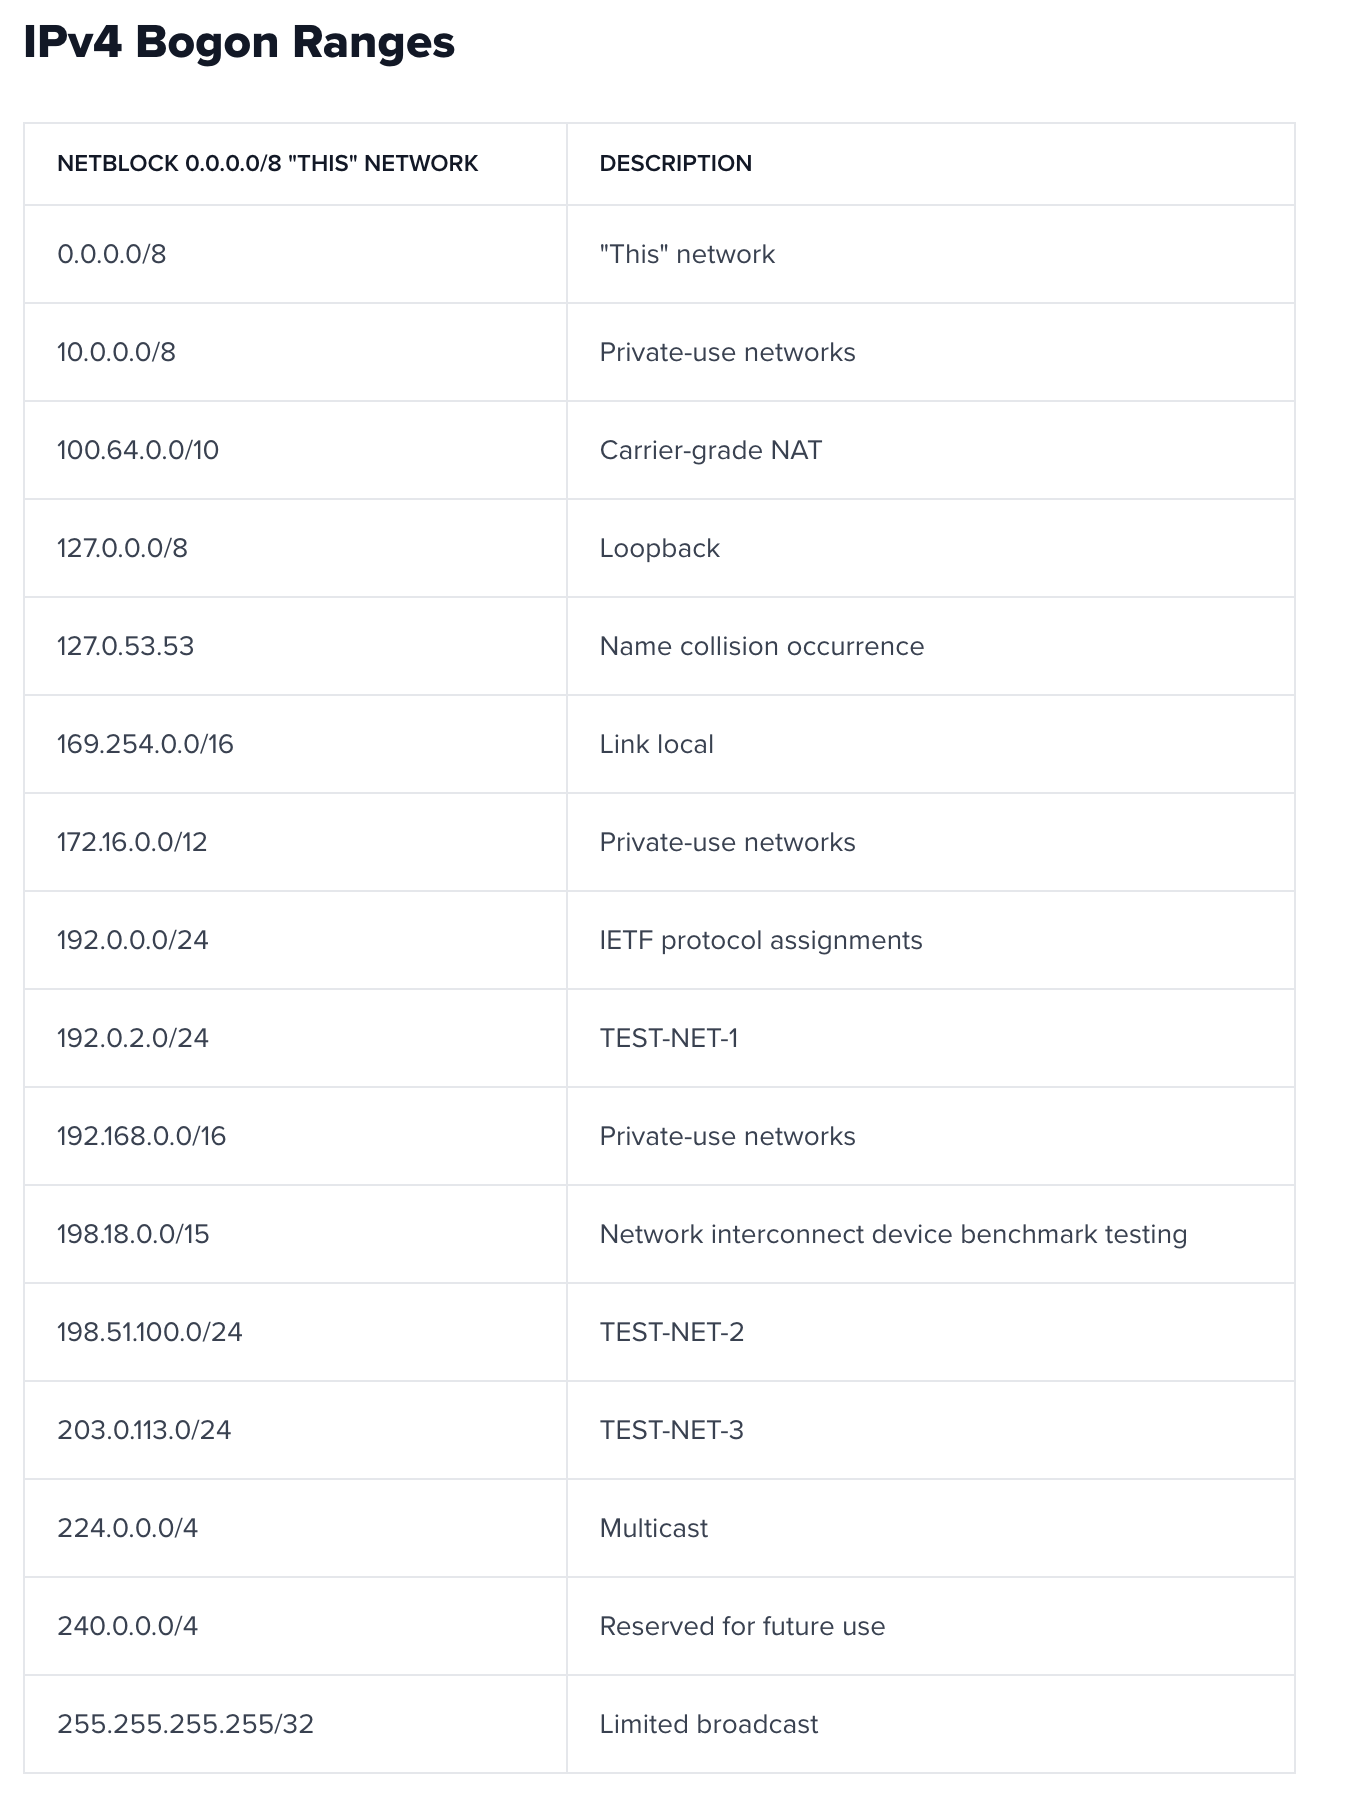 IPv4 Bogon Ranges
NETBLOCK 0.0.0.0/8 "THIS" NETWORK DESCRIPTION
0.0.0.0/8 "This" network
10.0.0.0/8 Private-use networks
100.64.0.0/10 Carrier-grade NAT
127.0.0.0/8 Loopback
127.0.53.53 Name collision occurrence
169.254.0.0/16 Link local
172.16.0.0/12 Private-use networks
192.0.0.0/24 IETF protocol assignments
192.0.2.0/24 TEST-NET-1
192.168.0.0/16 Private-use networks
198.18.0.0/15 Network interconnect device benchmark testing
198.51.100.0/24 TEST-NET-2
203.0.113.0/24 TEST-NET-3
224.0.0.0/4 Multicast
240.0.0.0/4 Reserved for future use
255.255.255.255/32 Limited broadcast